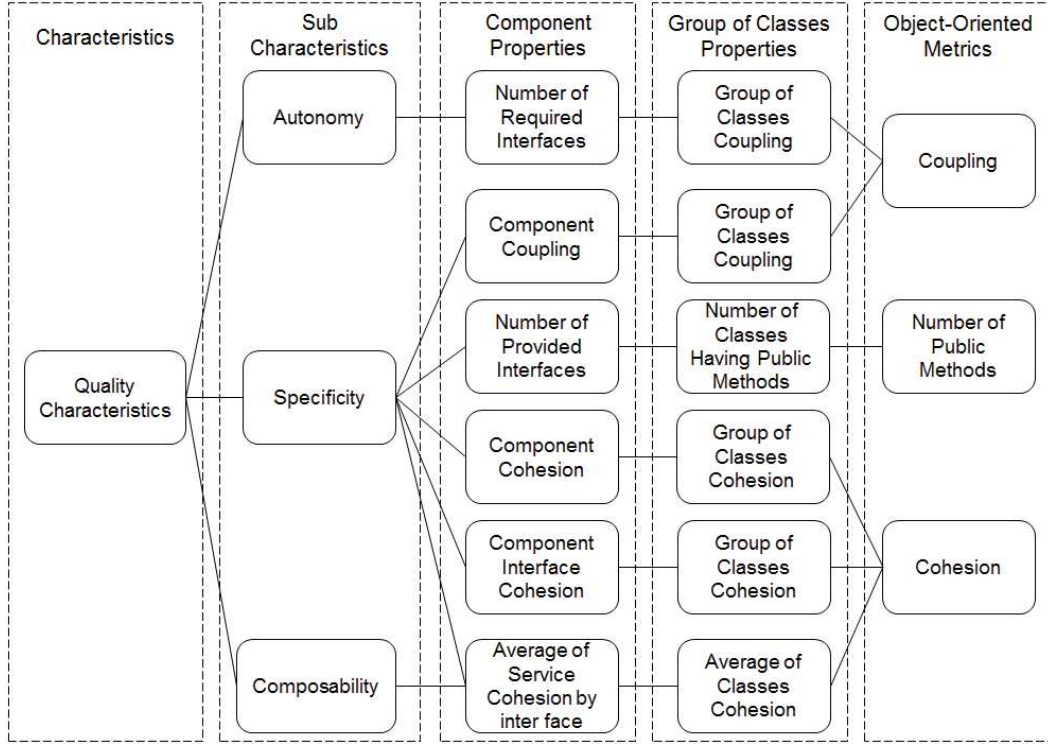 Characteristics
Sub
Characteristics
Component
Properties
Group of Classes
Properties
Object-Oriented
Metrics
Autonomy
Number of
Required
Interfaces
Group of
Classes
Coupling
Coupling
Component
Coupling
Group of
Classes
Coupling
Quality
Characteristics
Specificity
Number of
Provided
Interfaces
Number of
Classes
Having Public
Methods
Number of
Public
Methods
Component
Cohesion
Group of
Classes
Cohesion
Component
Interface
Cohesion
Group of
Classes
Cohesion
Cohesion
Composability
Average of
Service
Cohesion by
inter face
Average of
Classes
Cohesion